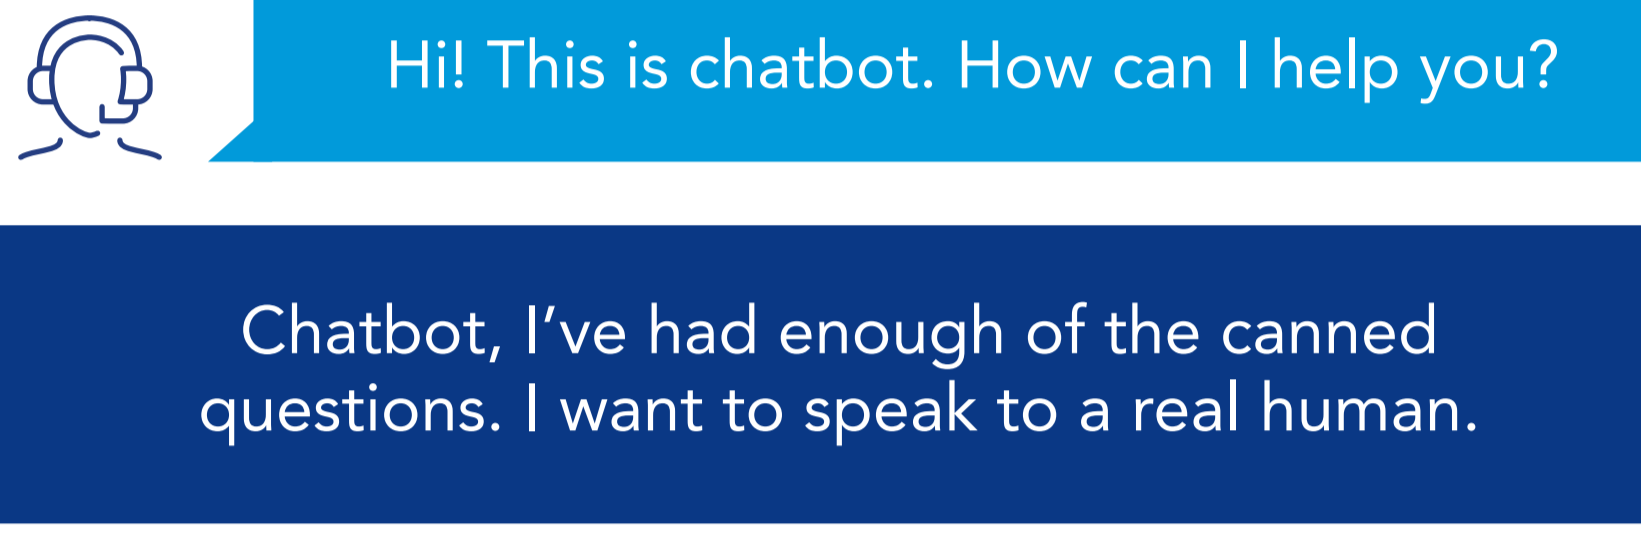 Hi! This is chatbot. How can I help you?
Chatbot, I’ve had enough of the canned
questions. I want to speak to a real human.